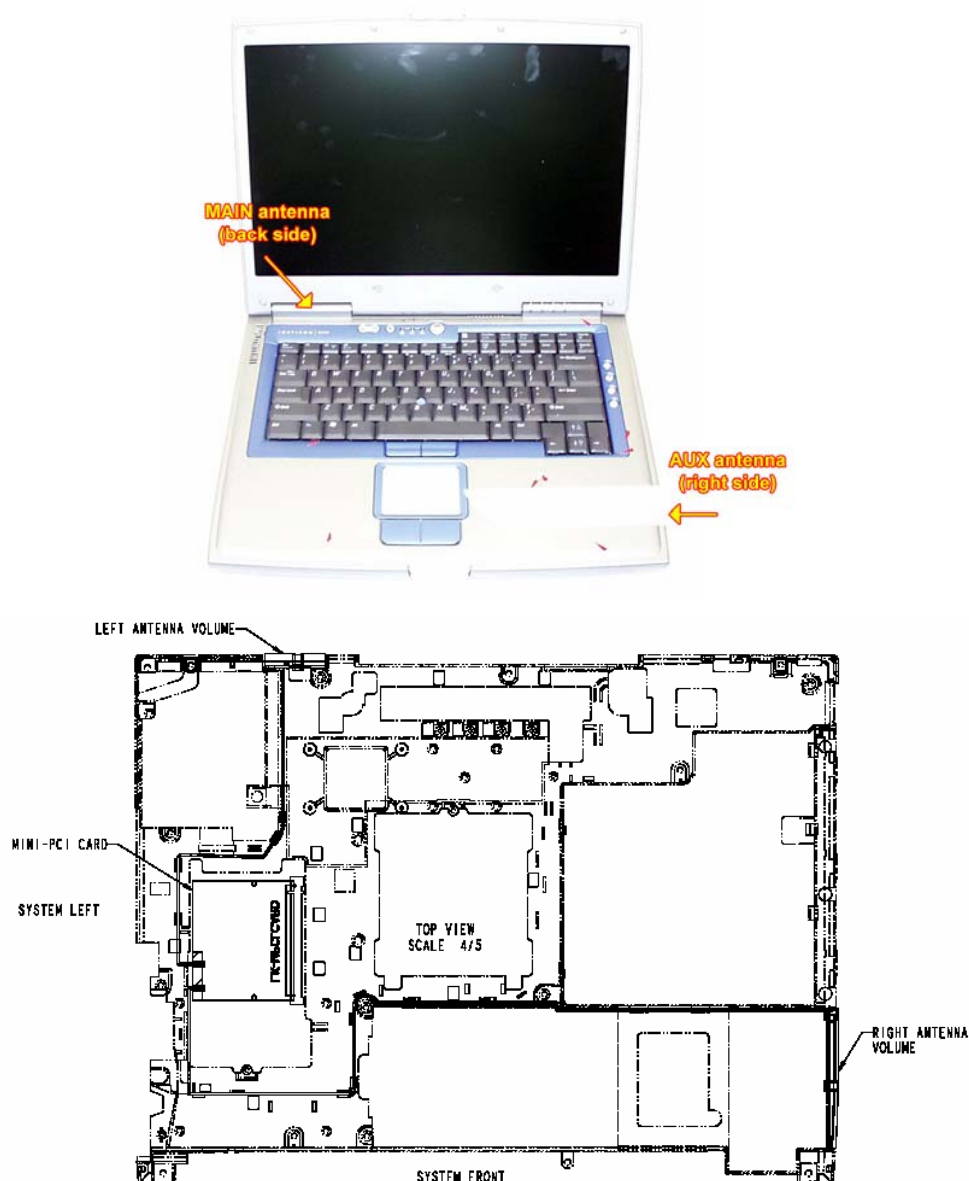 MAIN antenna
(back side)
AUX antenna
(right side)
LEFT ANTENNA VOLUME
MINI-PCI CARD
SYSTEM LEFT
TOP VIEW
SCALE 4/5
RIGHT ANTENNA
VOLUME
SYSTEM FRONT